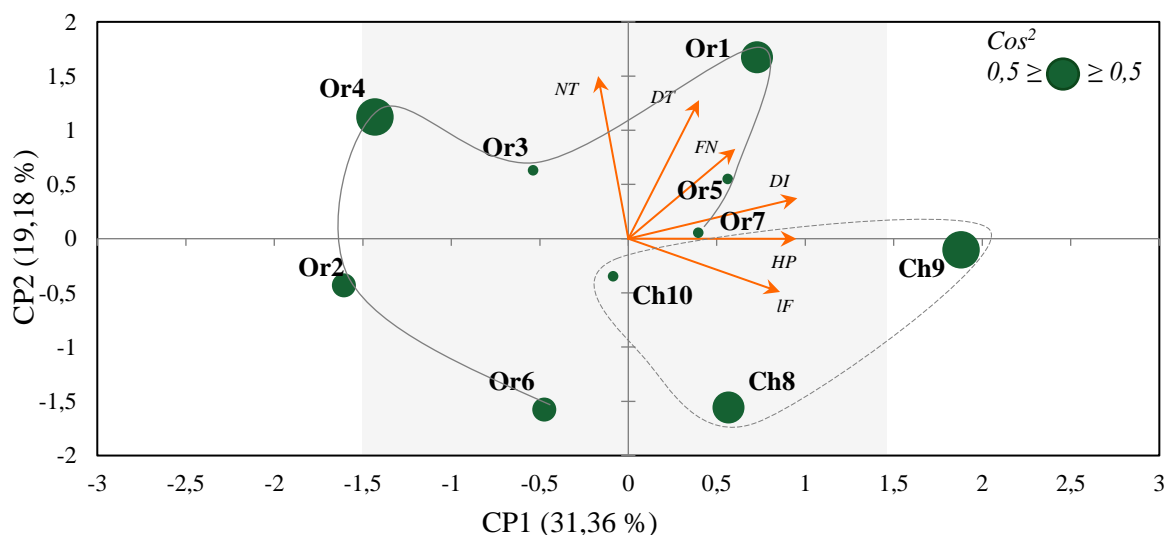 2
1,5
1
0,5
0
-0,5
-1
-1,5
-2
CP2 (19,18 %)
Cos²
0,5 ≥ ≥ 0,5
Or1
Or4
NT
DT
Or3
FN
Or5
DI
Or7
Or2
HP
Ch9
Ch10
lF
Or6
Ch8
-3
-2,5
-2
-1,5
-1
-0,5
0
0,5
1
1,5
2
2,5
3
CP1 (31,36 %)